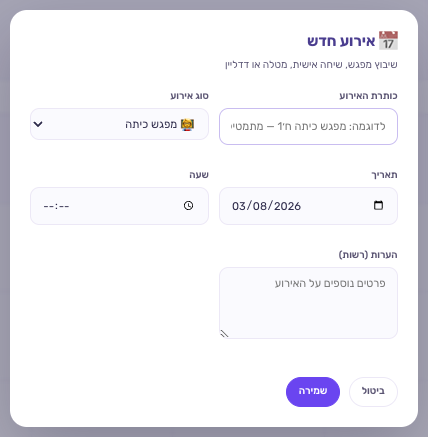 📅 אירוע חדש
שיבוץ מפגש, שיחה אישית, מטלה או דדליין
כותרת האירוע
לדוגמה: מפגש כיתה ח'1 — מתמטי
סוג אירוע
👩‍🏫 מפגש כיתה
תאריך
03/08/2026
שעה
--:--
הערות (רשות)
פרטים נוספים על האירוע
ביטול
שמירה